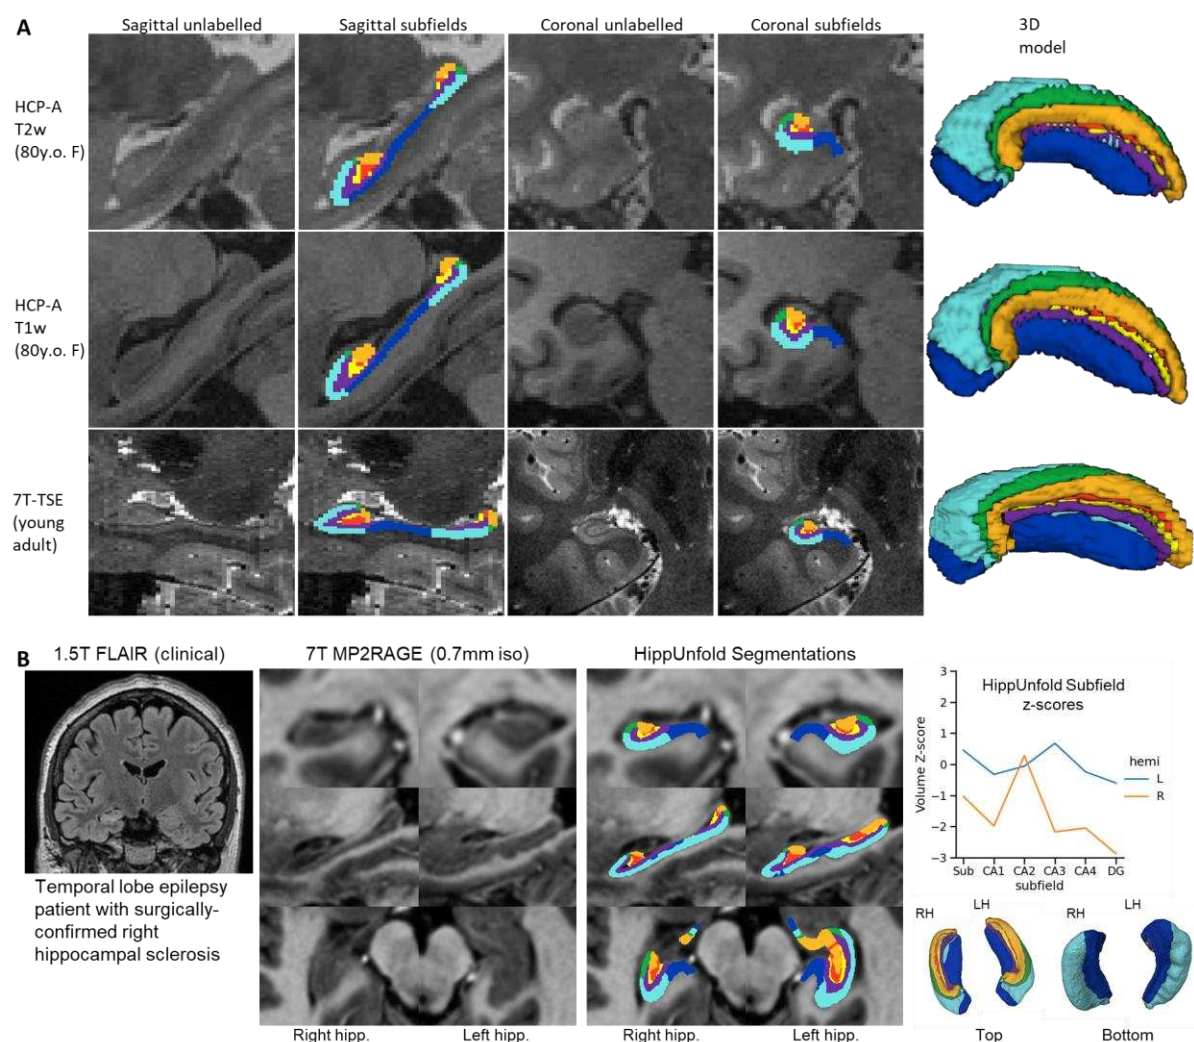 A
Sagittal unlabelled
Sagittal subfields
Coronal unlabelled
Coronal subfields
3D
model
HCP-A
T2w
(80y.o. F)
HCP-A
T1w
(80y.o. F)
7T-TSE
(young
adult)
B
1.5T FLAIR (clinical)
7T MP2RAGE (0.7mm iso)
HippUnfold Segmentations
Temporal lobe epilepsy
patient with surgically-
confirmed right
hippocampal sclerosis
Right hipp.
Left hipp.
Right hipp.
Left hipp.
HippUnfold Subfield
z-scores
Volume Z-score
3
2
1
0
−1
−2
−3
hemi
L
R
Sub
CA1
CA2
CA3
CA4
DG
subfield
RH
LH
RH
LH
Top
Bottom